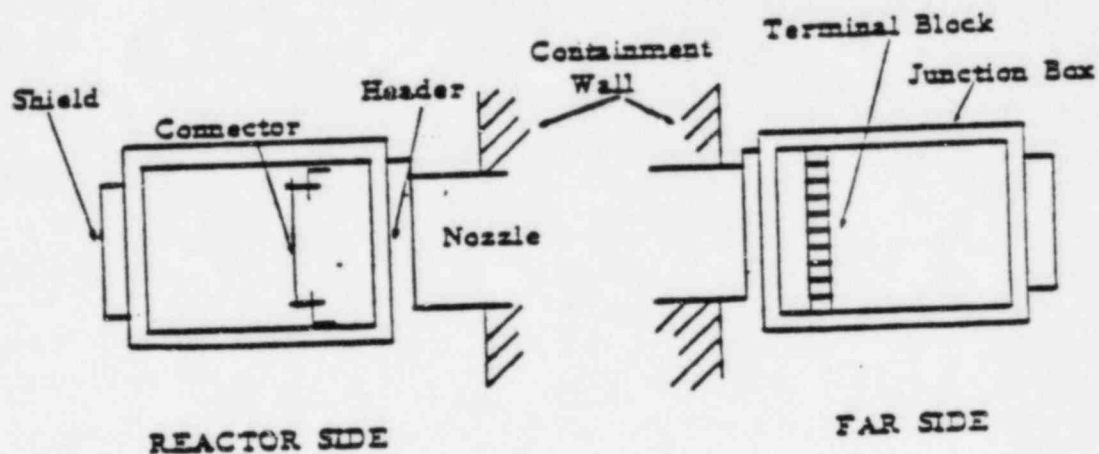 Terminal Block
Containment
Wall
Junction Box
Shield
Header
Connector
Nozzle
REACTOR SIDE
FAR SIDE